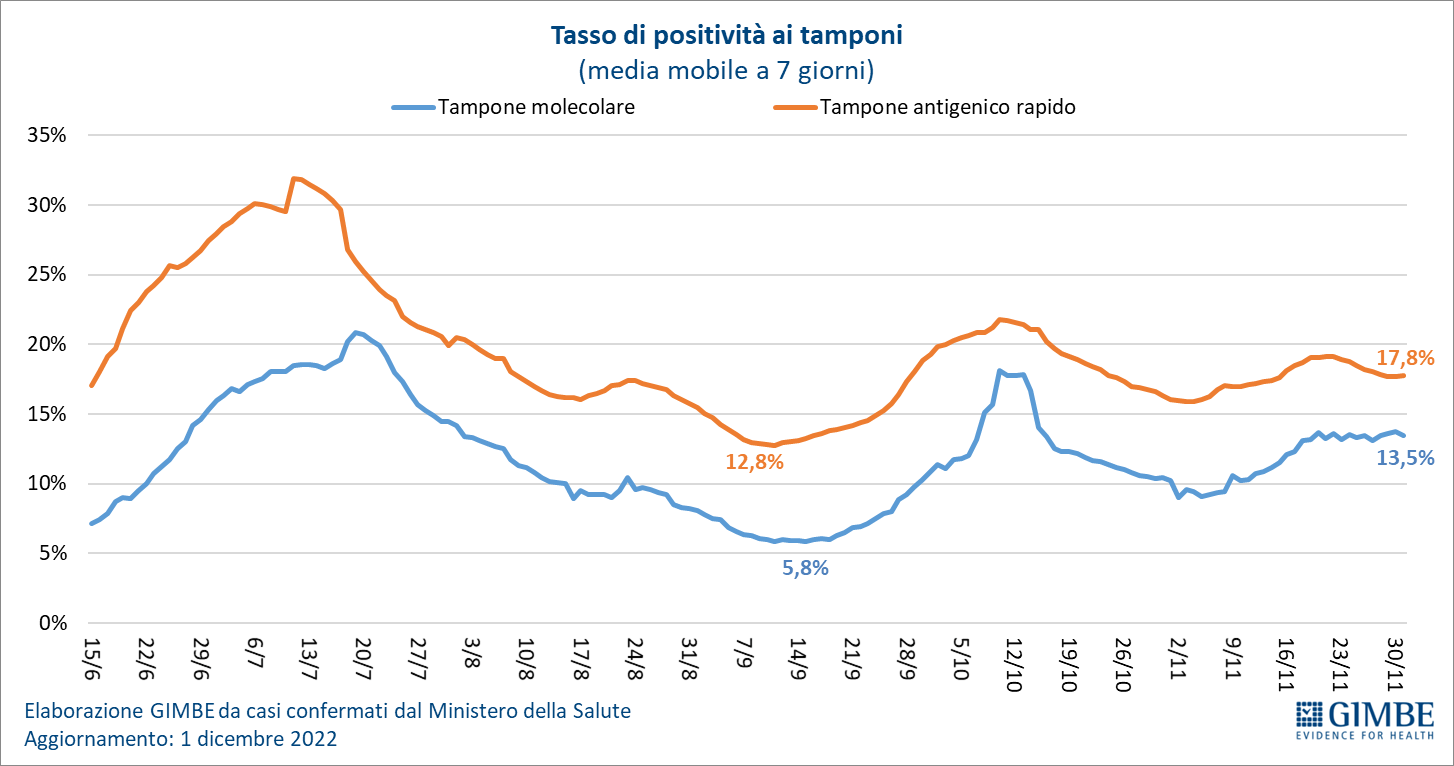 Tasso di positività ai tamponi
(media mobile a 7 giorni)
Tampone molecolare Tampone antigenico rapido
35%
30%
25%
20%
15%
10%
5%
0%
17,8%
13,5%
12,8%
5,8%
15/6 22/6 29/6 6/7 13/7 20/7 27/7 3/8 10/8 17/8 24/8 31/8 7/9 14/9 21/9 28/9 5/10 12/10 19/10 26/10 2/11 9/11 16/11 23/11 30/11
Elaborazione GIMBE da casi confermati dal Ministero della Salute
Aggiornamento: 1 dicembre 2022
GIMBE
EVIDENCE FOR HEALTH